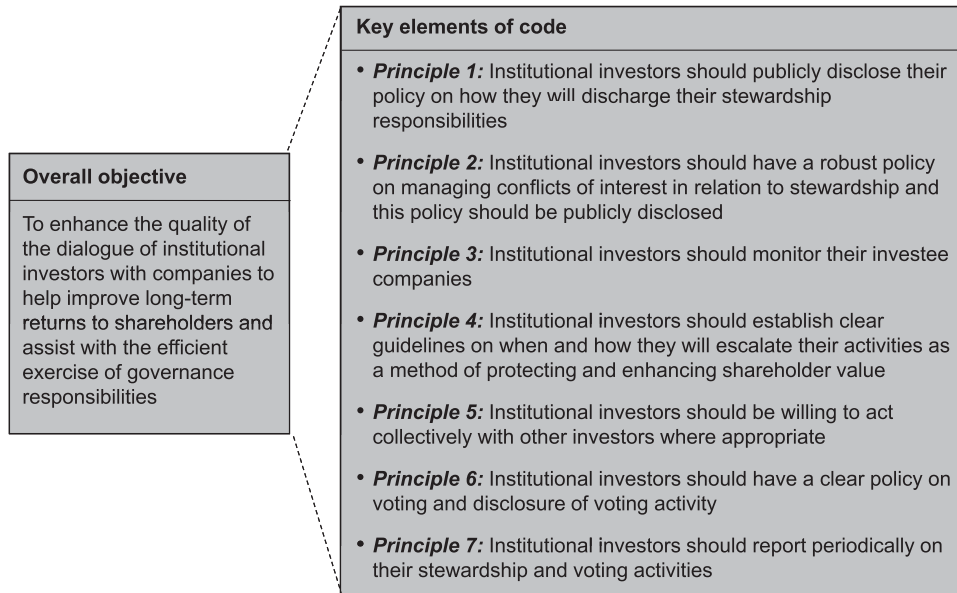 Overall objective
To enhance the quality of
the dialogue of institutional
investors with companies to
help improve long-term
returns to shareholders and
assist with the efficient
exercise of governance
responsibilities
Key elements of code
• Principle 1: Institutional investors should publicly disclose their
policy on how they will discharge their stewardship
responsibilities
• Principle 2: Institutional investors should have a robust policy
on managing conflicts of interest in relation to stewardship and
this policy should be publicly disclosed
• Principle 3: Institutional investors should monitor their investee
companies
• Principle 4: Institutional investors should establish clear
guidelines on when and how they will escalate their activities as
a method of protecting and enhancing shareholder value
• Principle 5: Institutional investors should be willing to act
collectively with other investors where appropriate
• Principle 6: Institutional investors should have a clear policy on
voting and disclosure of voting activity
• Principle 7: Institutional investors should report periodically on
their stewardship and voting activities